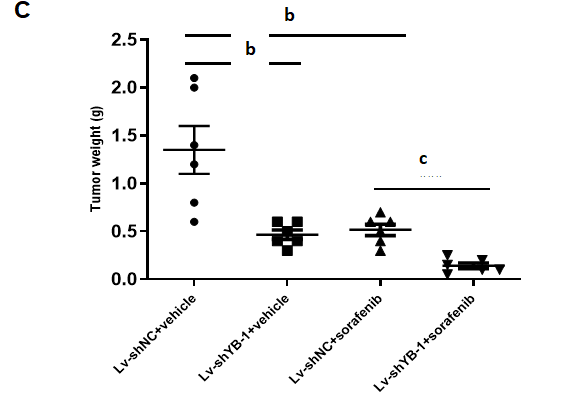 C
b
b
2.5
2.0
1.5
1.0
0.5
0.0
Tumor weight (g)
c
Lv-shNC+vehicle
Lv-shYB-1+vehicle
Lv-shNC+sorafenib
Lv-shYB-1+sorafenib